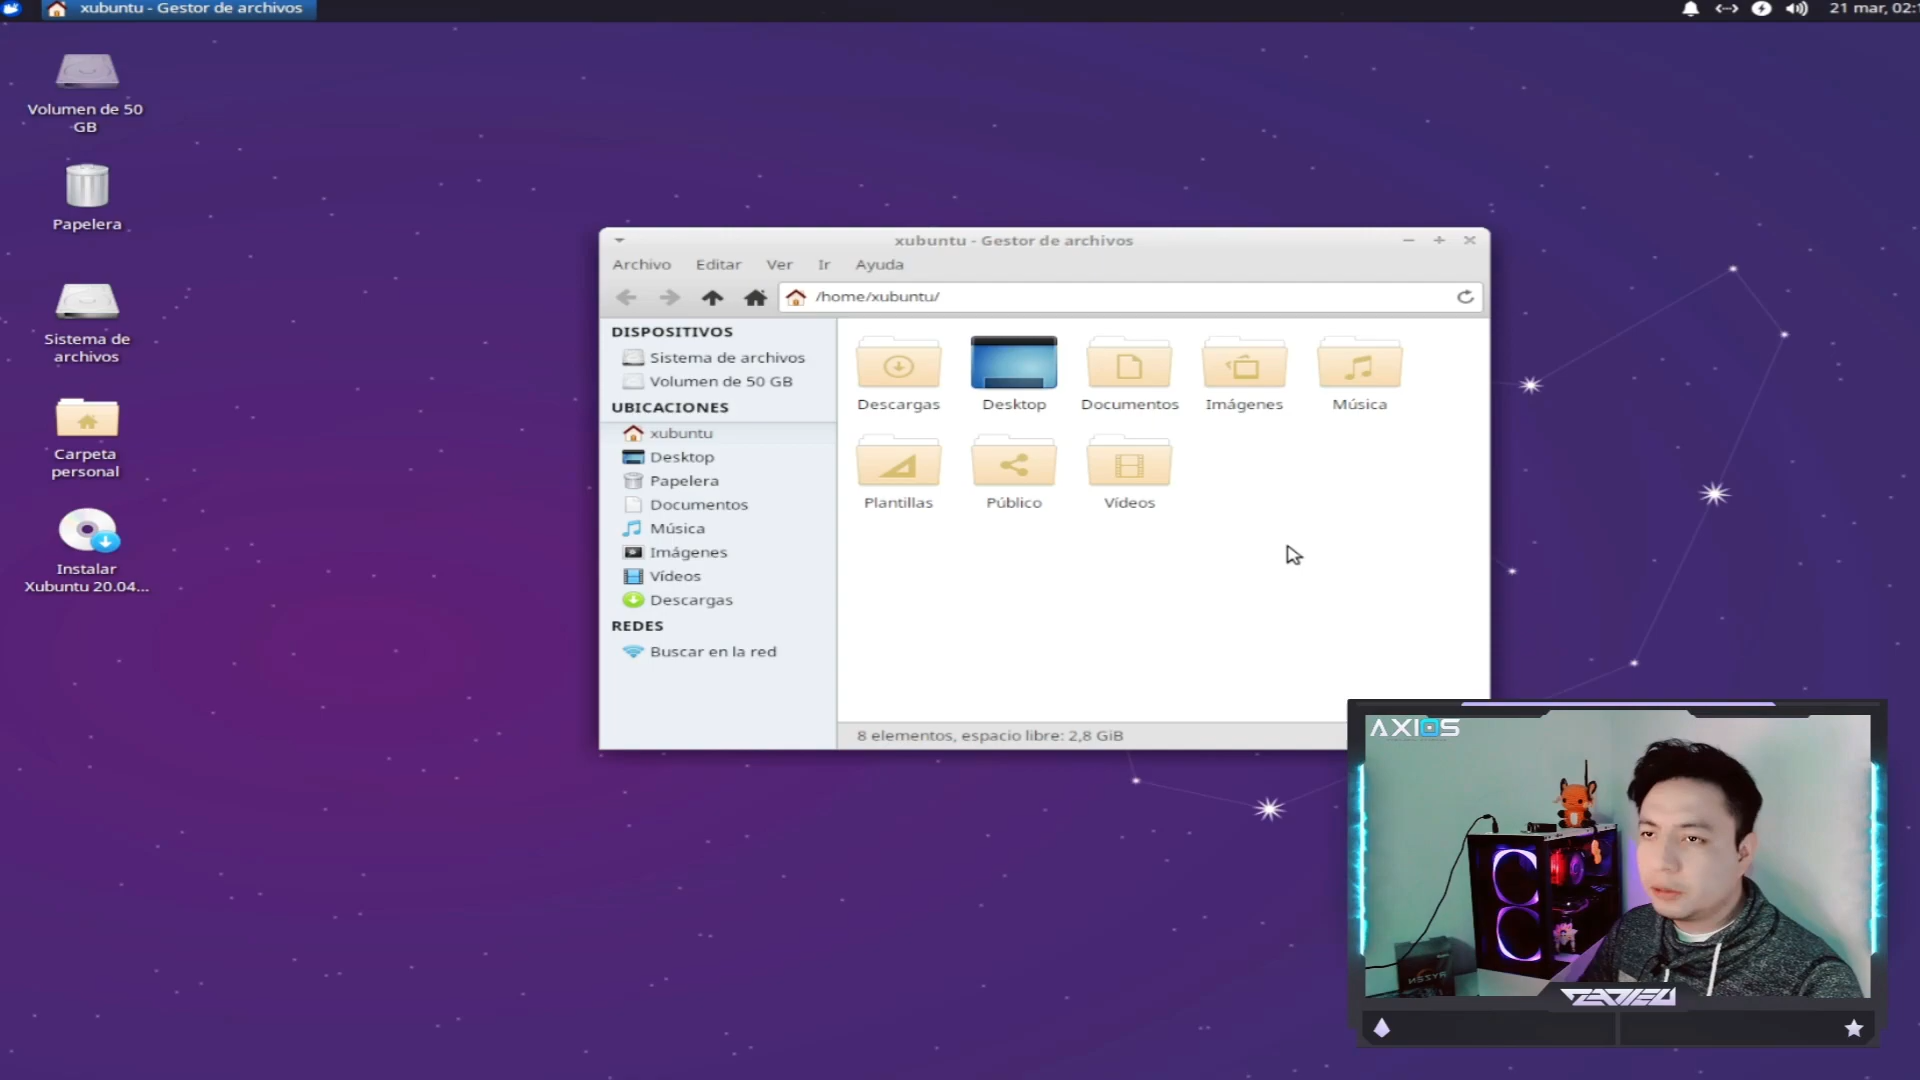 xubuntu - Gestor de archivos
21 mar, 02:1
Volumen de 50
GB
Papelera
Sistema de
archivos
Carpeta
personal
Instalar
Xubuntu 20.04...
xubuntu - Gestor de archivos
Archivo Editar Ver Ir Ayuda
/home/xubuntu/
DISPOSITIVOS
Sistema de archivos
Volumen de 50 GB
UBICACIONES
xubuntu
Desktop
Papelera
Documentos
Música
Imágenes
Vídeos
Descargas
REDES
Buscar en la red
Descargas Desktop Documentos Imágenes Música
Plantillas Público Vídeos
8 elementos, espacio libre: 2,8 GiB
AXIOS
RYZEN